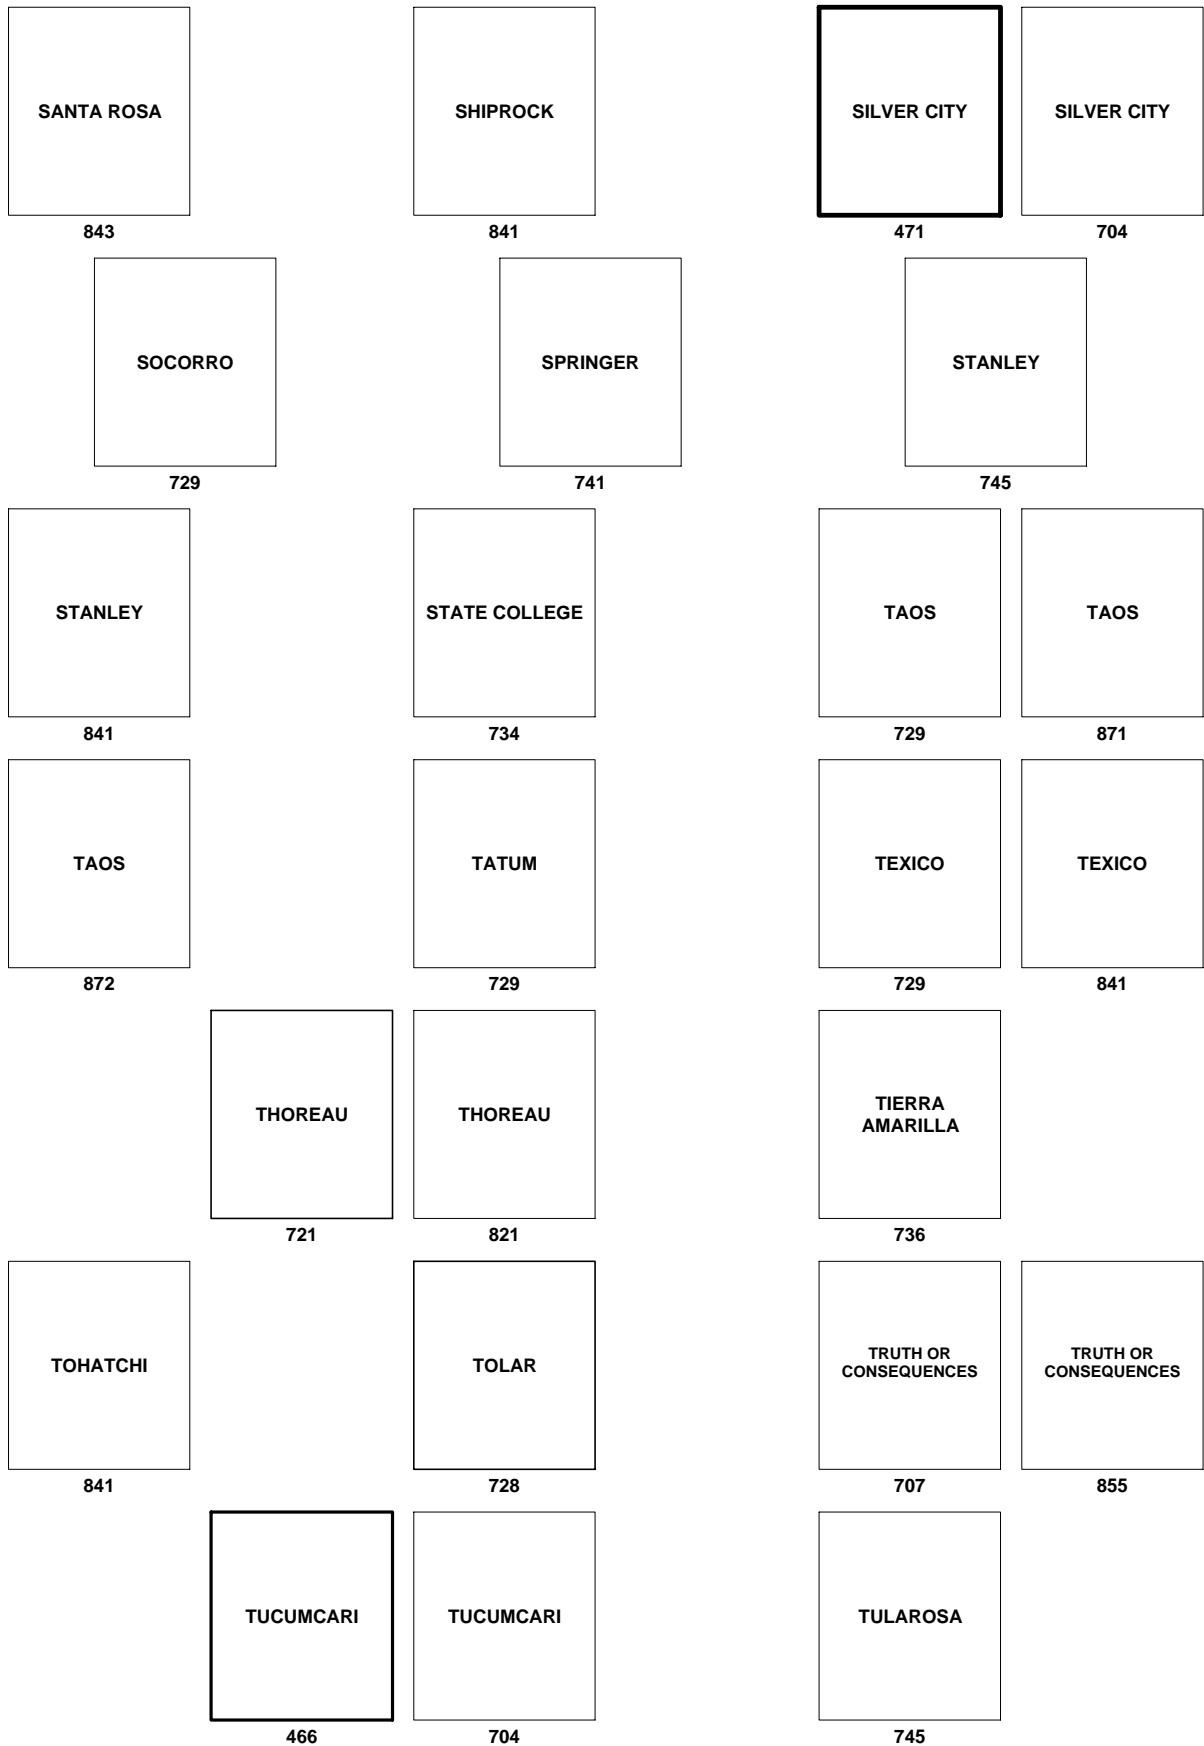 SANTA ROSA
SHIPROCK
SILVER CITY
SILVER CITY
843
841
471
704
SOCORRO
SPRINGER
STANLEY
729
741
745
STANLEY
STATE COLLEGE
TAOS
TAOS
841
734
729
871
TAOS
TATUM
TEXICO
TEXICO
872
729
729
841
THOREAU
THOREAU
TIERRA
AMARILLA
721
821
736
TOHATCHI
TOLAR
TRUTH OR
CONSEQUENCES
TRUTH OR
CONSEQUENCES
841
728
707
855
TUCUMCARI
TUCUMCARI
TULAROSA
466
704
745